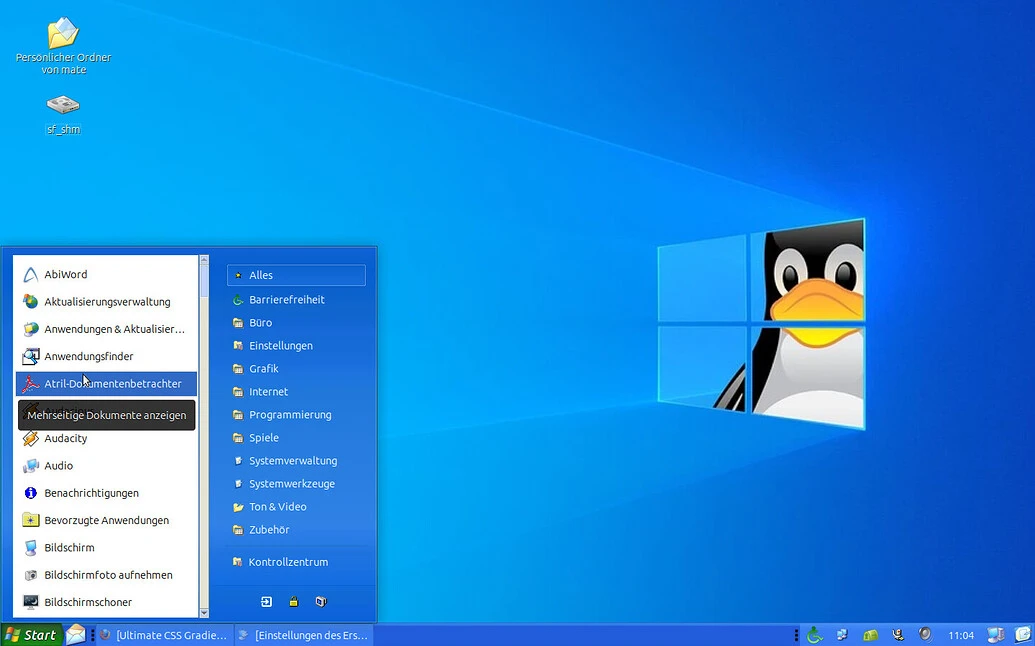 Persönlicher Ordner
von mate
sf_shm
AbiWord
Aktualisierungsverwaltung
Anwendungen & Aktualisier...
Anwendungsfinder
Atril-Dokumentenbetrachter
Mehrseitige Dokumente anzeigen
Audacity
Audio
Benachrichtigungen
Bevorzugte Anwendungen
Bildschirm
Bildschirmfoto aufnehmen
Bildschirmschoner
Alles
Barrierefreiheit
Büro
Einstellungen
Grafik
Internet
Programmierung
Spiele
Systemverwaltung
Systemwerkzeuge
Ton & Video
Zubehör
Kontrollzentrum
Start
[Ultimate CSS Gradie...
[Einstellungen des Ers...
11:04